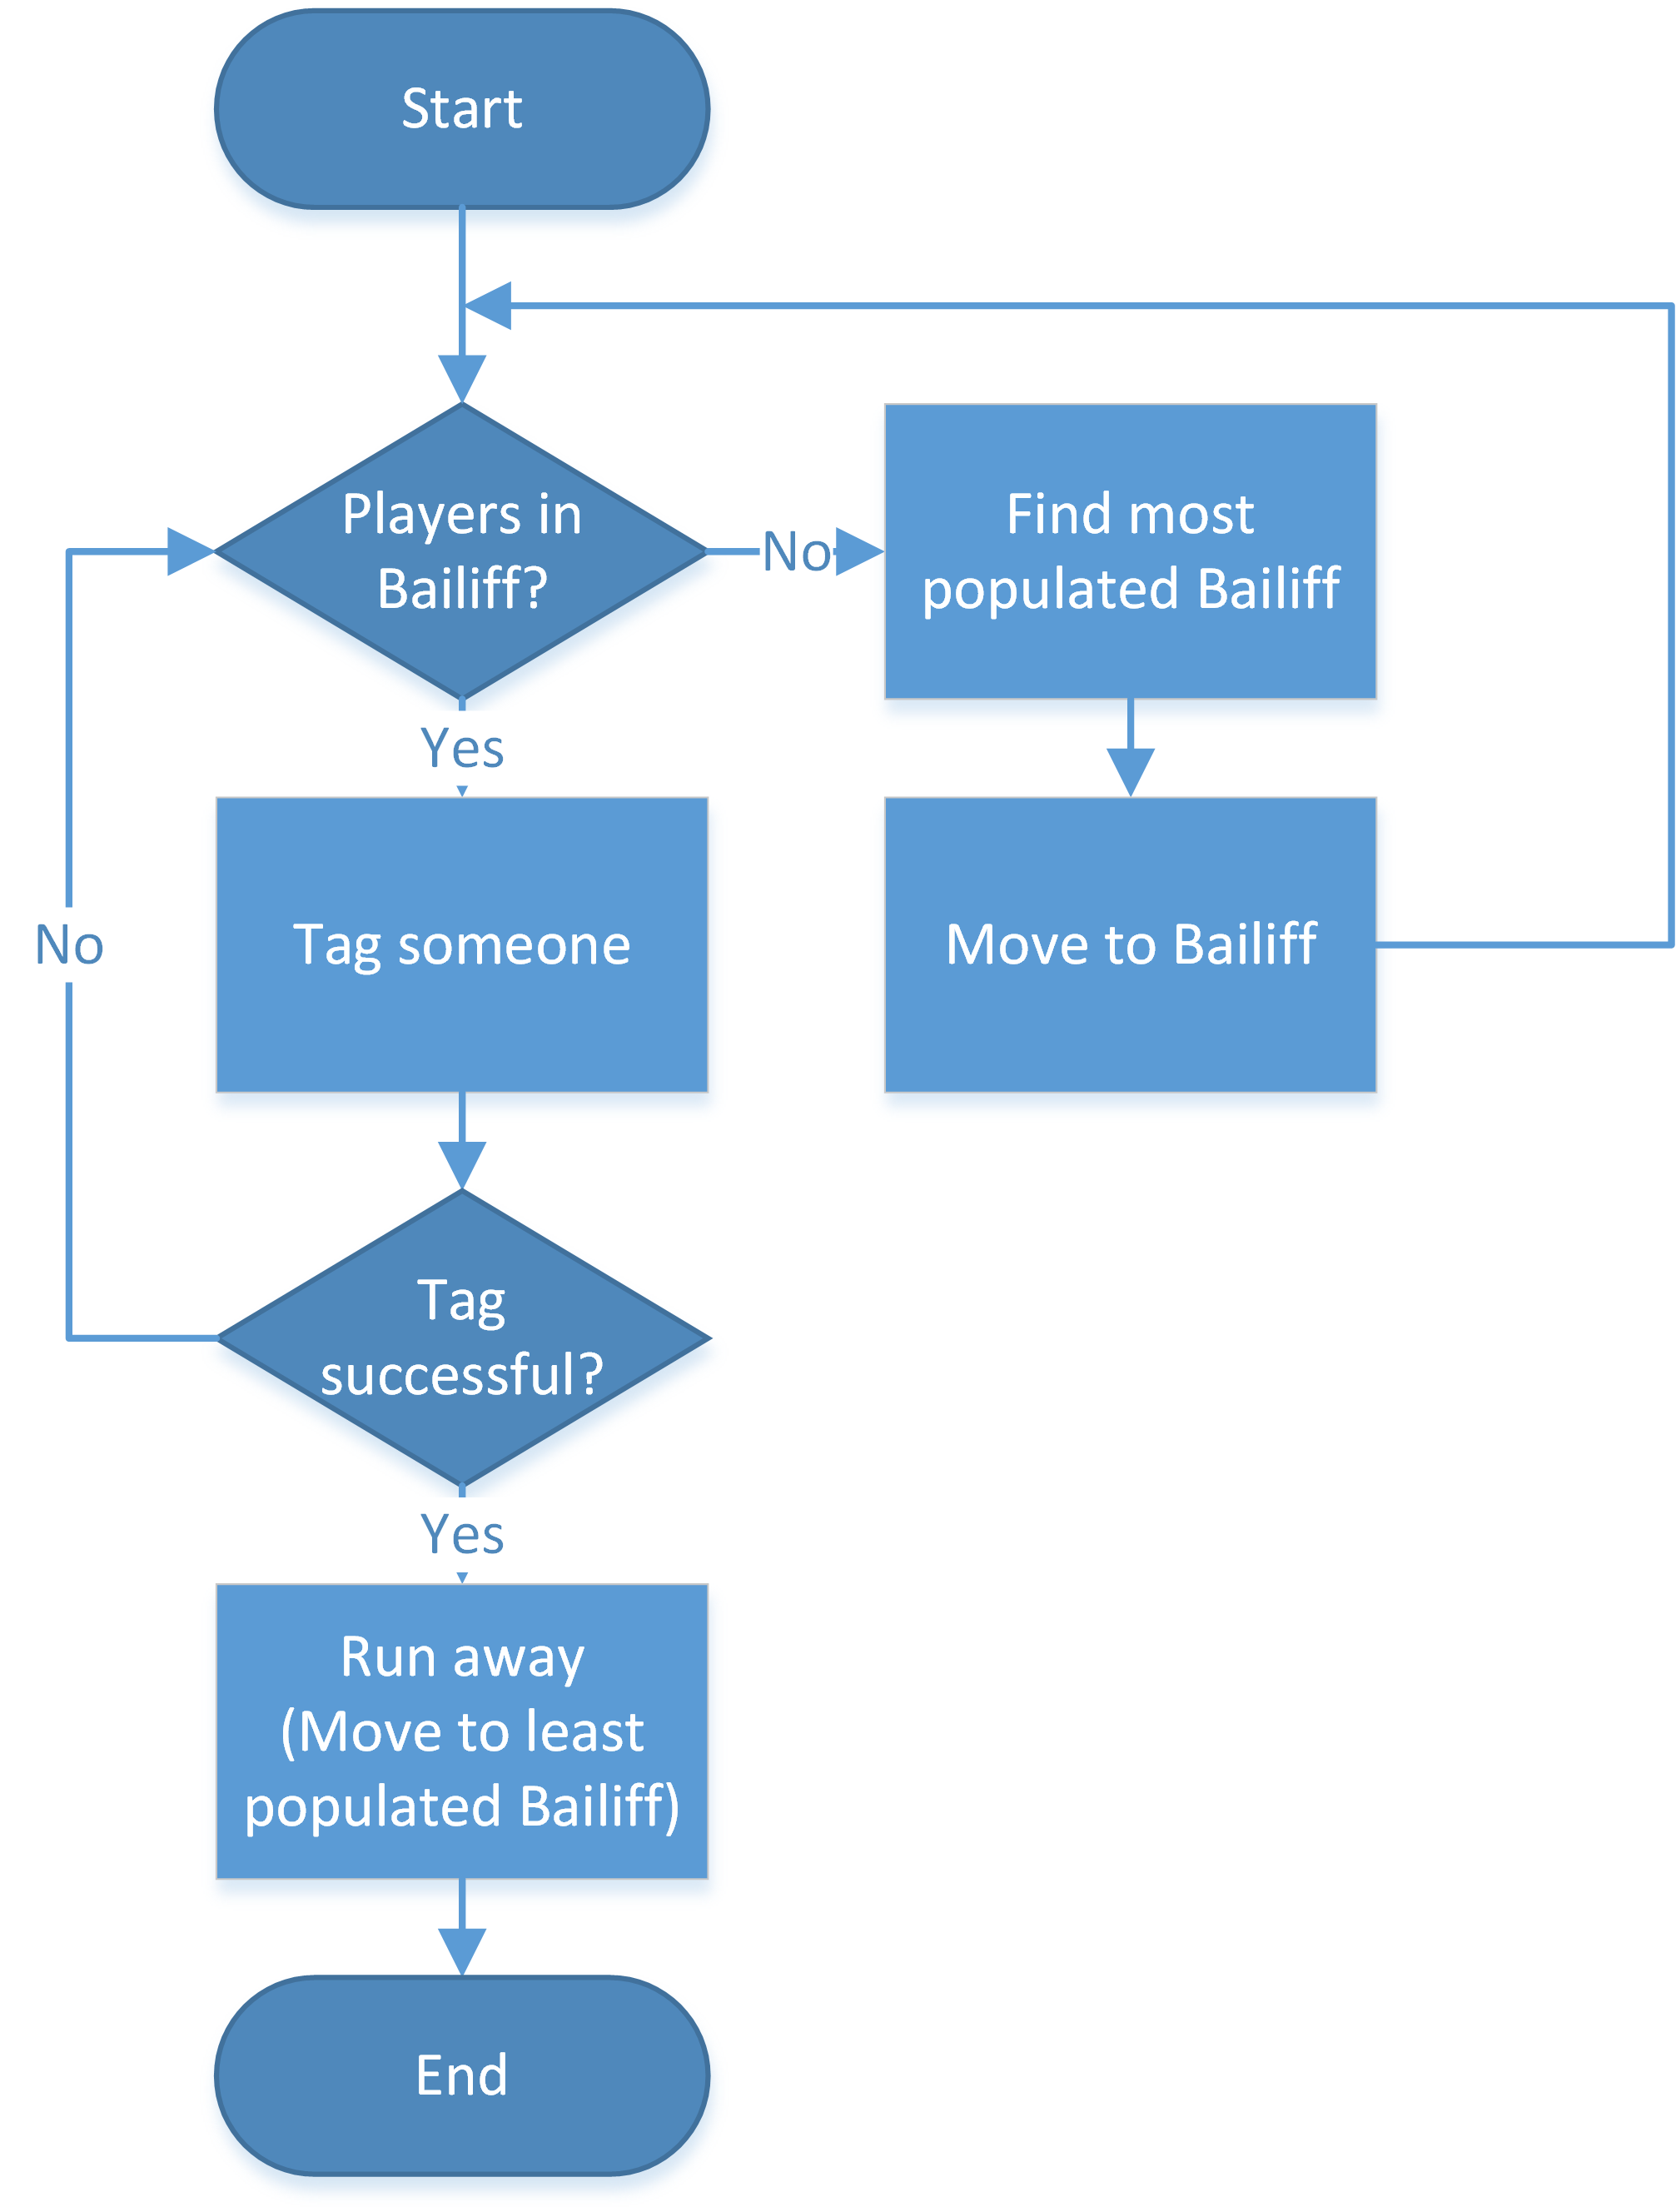 Start
Players in
Bailiff?
No
Find most
populated Bailiff
Yes
Tag someone
Move to Bailiff
No
Tag
successful?
Yes
Run away
(Move to least
populated Bailiff)
End